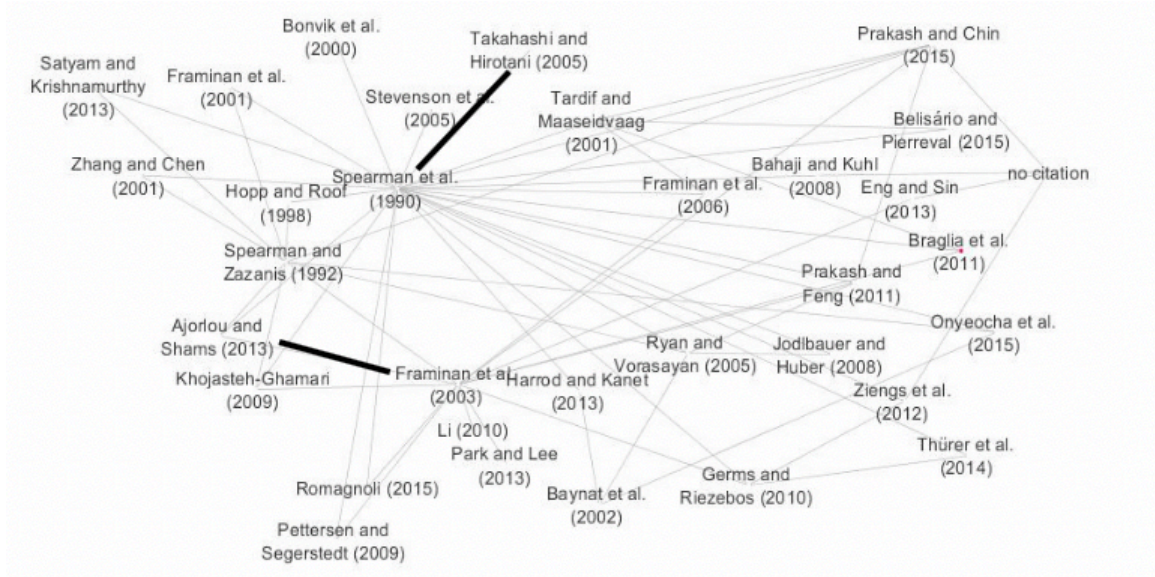 Bonvik et al.
(2000)
Takahashi and
Hirotani (2005)
Prakash and Chin
(2015)
Satyam and
Krishnamurthy
(2013)
Framinan et al.
(2001)
Stevenson et al.
(2005)
Tardif and
Maaseidvaag
(2001)
Belisário and
Pierreval (2015)
Zhang and Chen
(2001)
Hopp and Roof
(1998)
Spearman et al.
(1990)
Framinan et al.
(2006)
Bahaji and Kuhl
(2008)
Eng and Sin
(2013)
no citation
Spearman and
Zazanis (1992)
Braglia et al.
(2011)
Prakash and
Feng (2011)
Ajorlou and
Shams (2013)
Onyeocha et al.
(2015)
Ryan and
Vorasayan (2005)
Jodlbauer and
Huber (2008)
Khojasteh-Ghamari
(2009)
Framinan et al.
(2003)
Harrod and Kanet
(2013)
Ziengs et al.
(2012)
Li (2010)
Park and Lee
(2013)
Thürer et al.
(2014)
Romagnoli (2015)
Baynat et al.
(2002)
Germs and
Riezebos (2010)
Pettersen and
Segerstedt (2009)